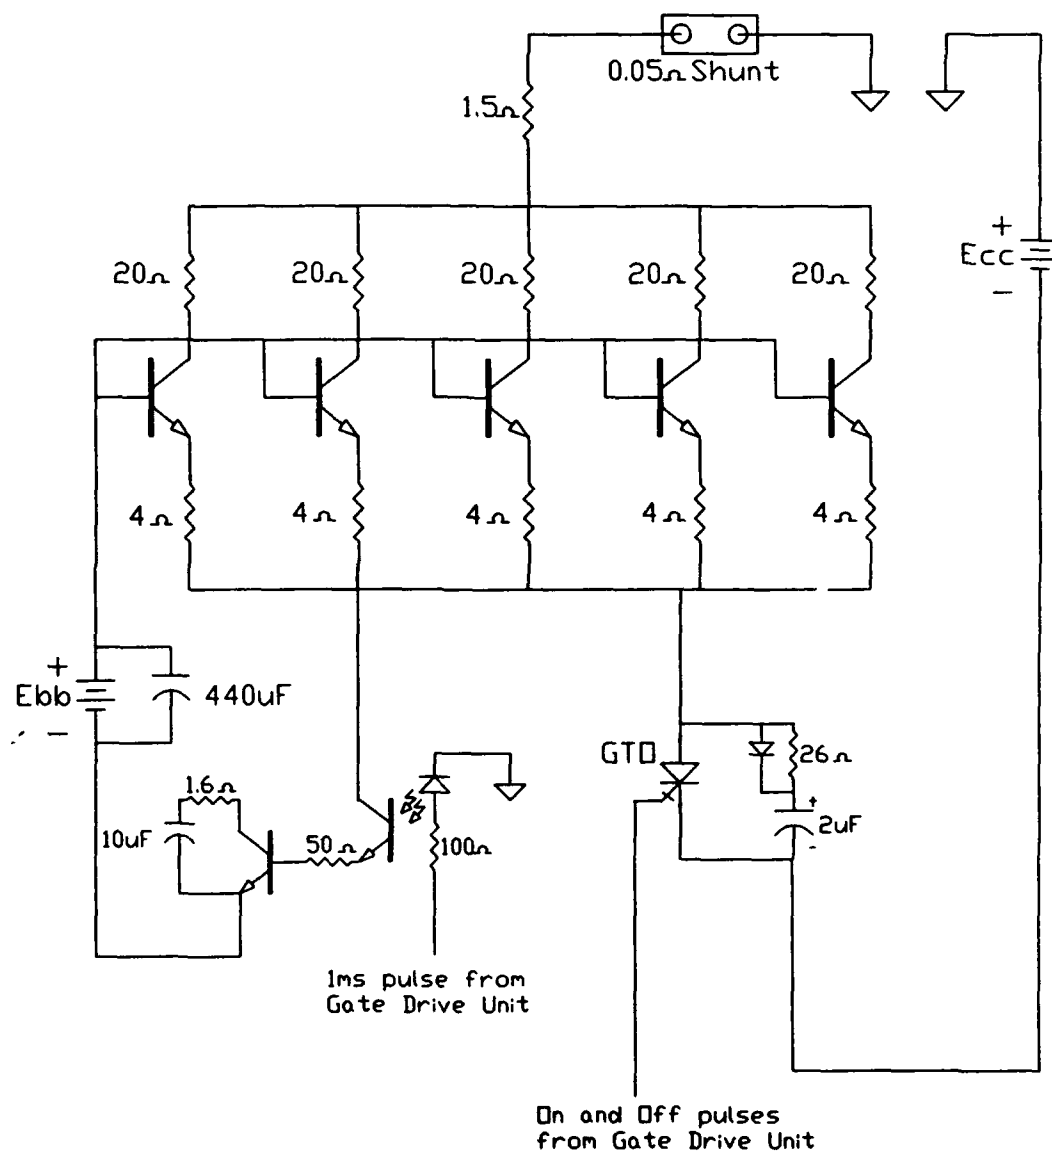 0.05Ω Shunt
1.5Ω
20Ω 20Ω 20Ω 20Ω 20Ω
+
Ecc
-
4Ω 4Ω 4Ω 4Ω 4Ω
+
Ebb
-
440uF
GTO
26Ω
+
2uF
-
1.6Ω
10uF
50Ω
100Ω
1ms pulse from
Gate Drive Unit
On and Off pulses
from Gate Drive Unit